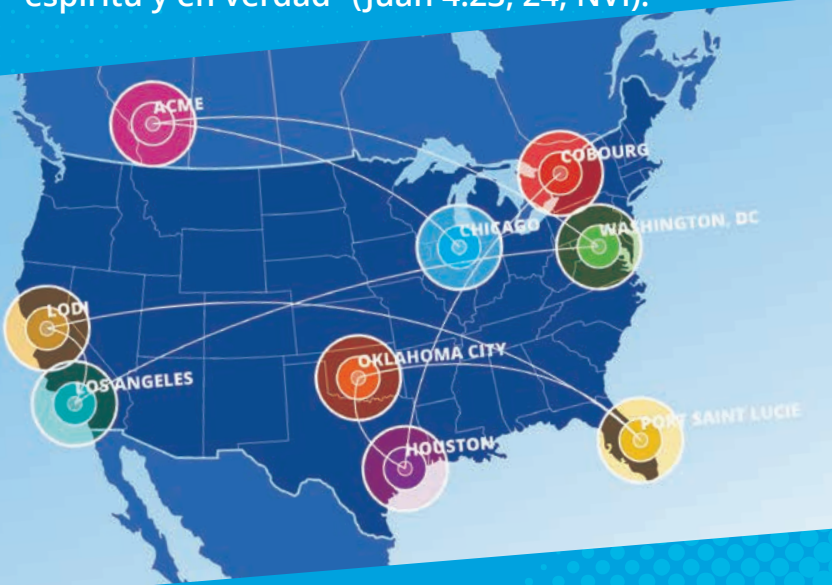 espíritu y en verdad" (Juan 4:23, 24, NVI).
ACME
COBOURG
CHICAGO
WASHINGTON, DC
LODI
OKLAHOMA CITY
LOS ANGELES
PORT SAINT LUCIE
HOUSTON